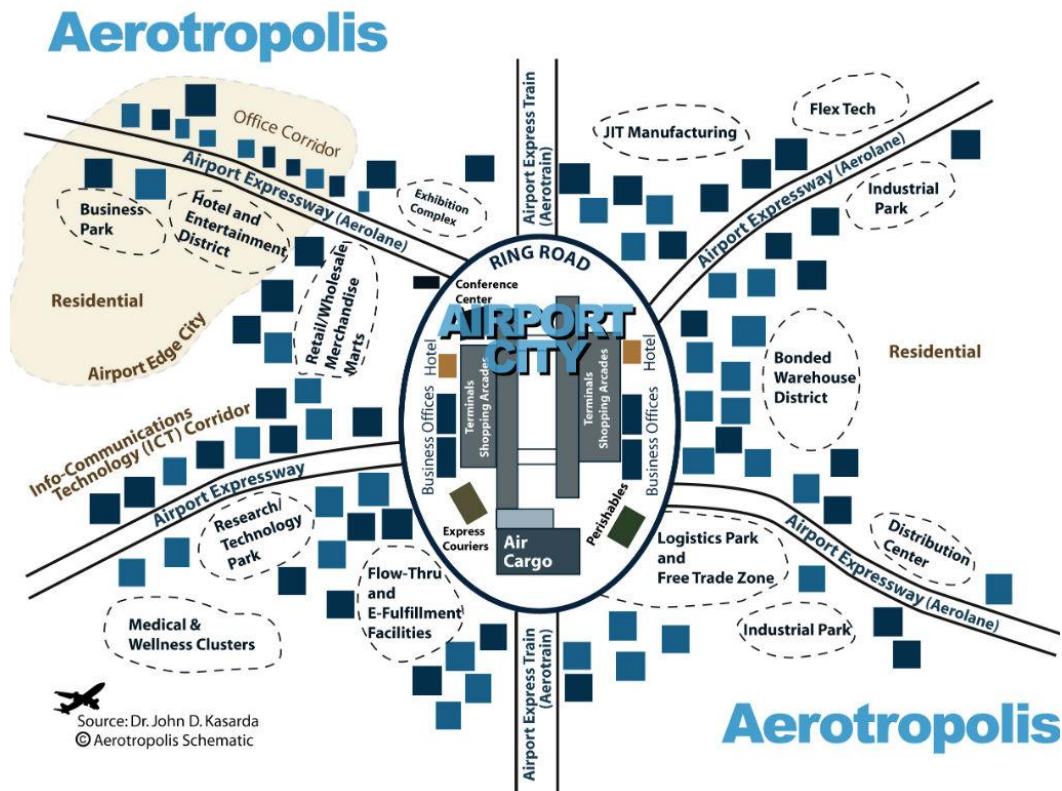 Aerotropolis
Office Corridor
Airport Expressway (Aerolane)
Business
Park
Hotel and
Entertainment
District
Residential
Airport Edge City
Retail/Wholesale
Merchandise
Marts
Exhibition
Complex
Airport Express Train
(Aerotrain)
JIT Manufacturing
Flex Tech
Airport Expressway (Aerolane)
Industrial
Park
RING ROAD
Conference
Center
AIRPORT
CITY
Hotel
Hotel
Terminals
Shopping Arcades
Terminals
Shopping Arcades
Business Offices
Business Offices
Express
Couriers
Perishables
Air
Cargo
Bonded
Warehouse
District
Residential
Info-Communications
Technology (ICT) Corridor
Airport Expressway
Research/
Technology
Park
Medical &
Wellness Clusters
Flow-Thru
and
E-Fulfillment
Facilities
Logistics Park
and
Free Trade Zone
Airport Expressway (Aerolane)
Distribution
Center
Industrial Park
Airport Express Train
(Aerotrain)
Source: Dr. John D. Kasarda
© Aerotropolis Schematic
Aerotropolis